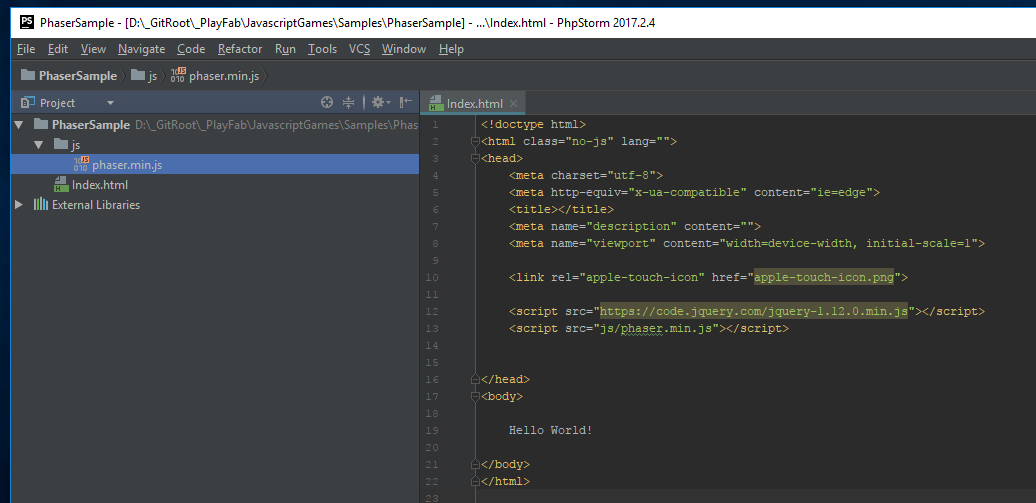 PS PhaserSample - [D:\_GitRoot\_PlayFab\JavascriptGames\Samples\PhaserSample] - ...\Index.html - PhpStorm 2017.2.4
File Edit View Navigate Code Refactor Run Tools VCS Window Help
PhaserSample js phaser.min.js
Project
PhaserSample D:\_GitRoot\_PlayFab\JavascriptGames\Samples\Phas
js
phaser.min.js
Index.html
External Libraries
Index.html
1 <!doctype html>
2 <html class="no-js" lang="">
3 <head>
4 <meta charset="utf-8">
5 <meta http-equiv="x-ua-compatible" content="ie=edge">
6 <title></title>
7 <meta name="description" content="">
8 <meta name="viewport" content="width=device-width, initial-scale=1">
9
10 <link rel="apple-touch-icon" href="apple-touch-icon.png">
11
12 <script src="https://code.jquery.com/jquery-1.12.0.min.js"></script>
13 <script src="js/phaser.min.js"></script>
14
15
16 </head>
17 <body>
18
19 Hello World!
20
21 </body>
22 </html>
23